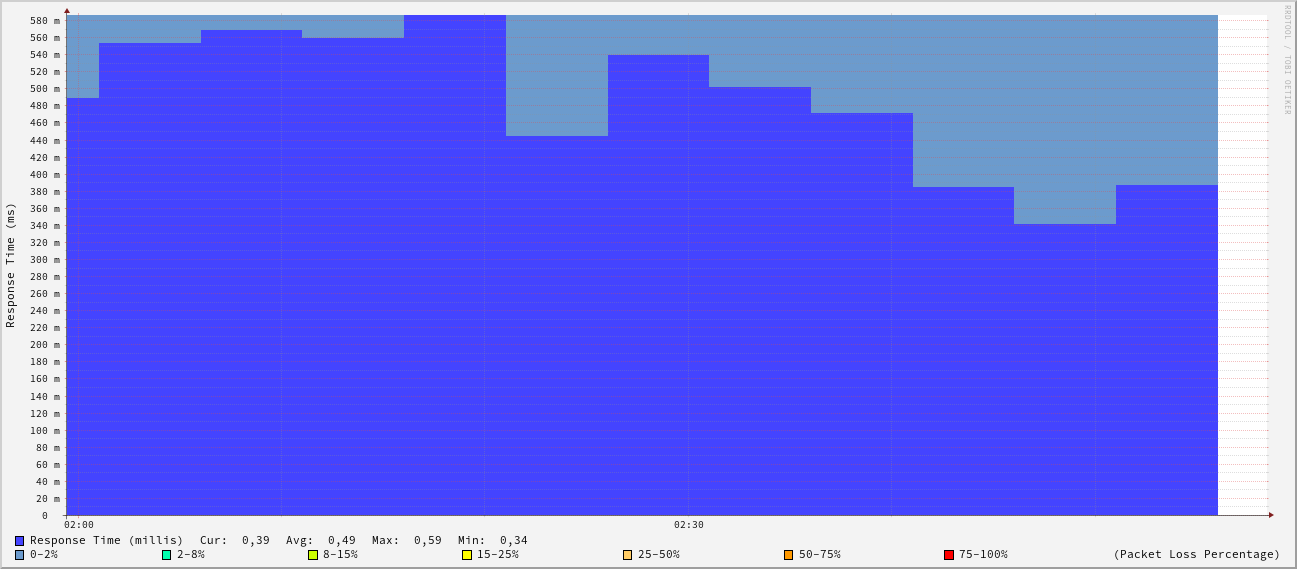 RRDTOOL / TOBI OETIKER
Response Time (ms)
580 m
560 m
540 m
520 m
500 m
480 m
460 m
440 m
420 m
400 m
380 m
360 m
340 m
320 m
300 m
280 m
260 m
240 m
220 m
200 m
180 m
160 m
140 m
120 m
100 m
80 m
60 m
40 m
20 m
0
02:00 02:30
Response Time (millis) Cur: 0,39 Avg: 0,49 Max: 0,59 Min: 0,34
0-2% 2-8% 8-15% 15-25% 25-50% 50-75% 75-100% (Packet Loss Percentage)